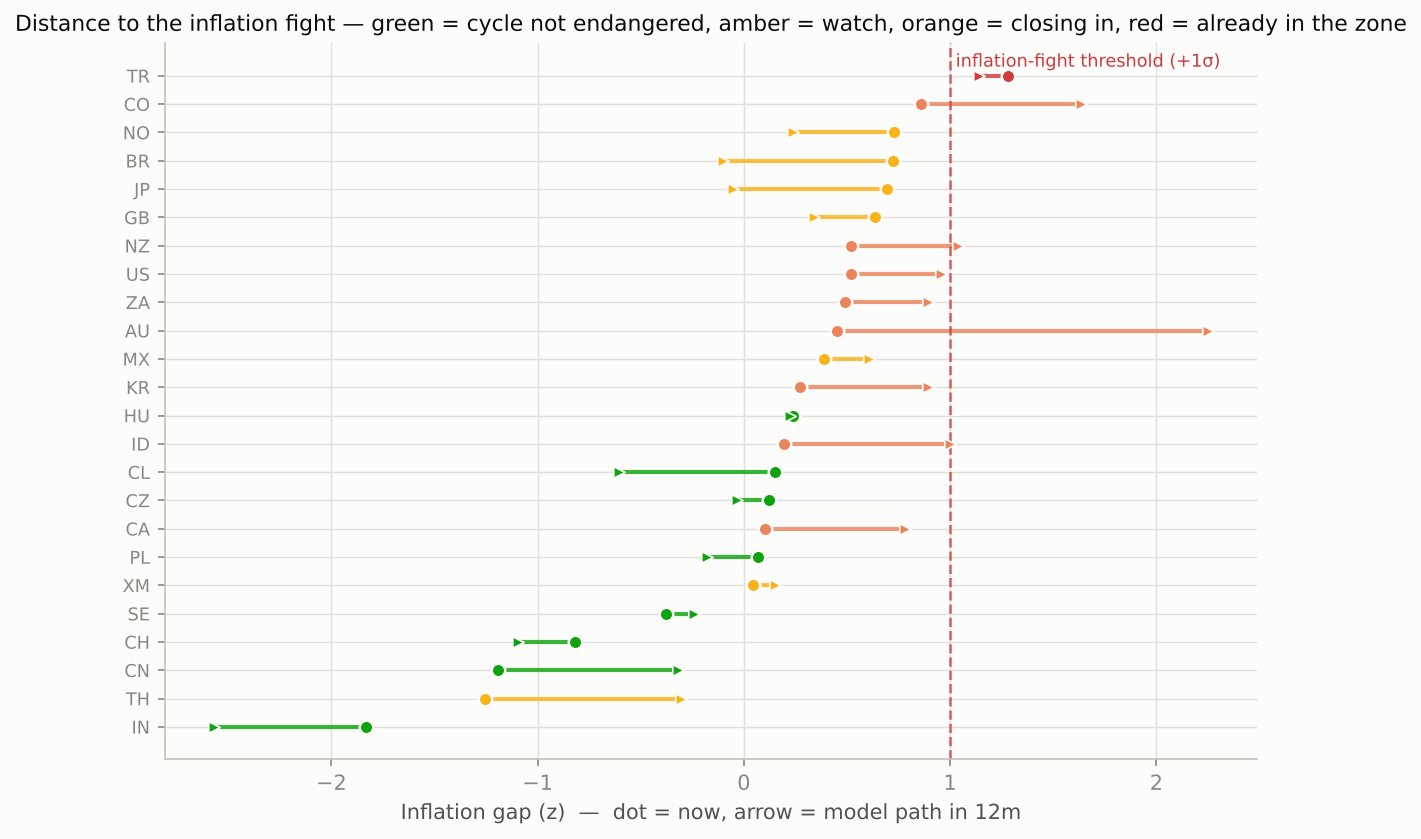 Distance to the inflation fight — green = cycle not endangered, amber = watch, orange = closing in, red = already in the zone
inflation-fight threshold (+1σ)
TR
CO
NO
BR
JP
GB
NZ
US
ZA
AU
MX
KR
HU
ID
CL
CZ
CA
PL
XM
SE
CH
CN
TH
IN
−2 −1 0 1 2
Inflation gap (z) — dot = now, arrow = model path in 12m